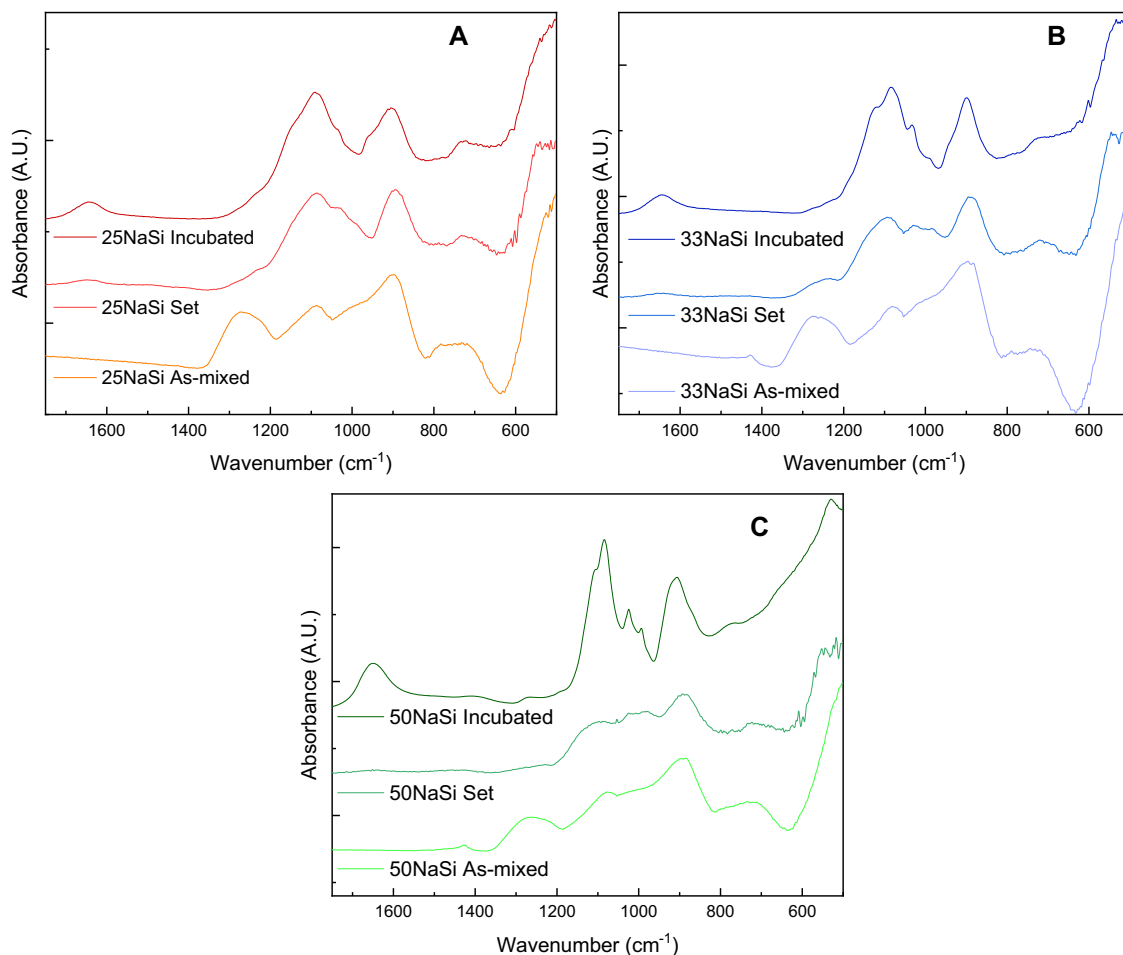 A
Absorbance (A.U.)
25NaSi Incubated
25NaSi Set
25NaSi As-mixed
1600 1400 1200 1000 800 600
Wavenumber (cm⁻¹)
B
Absorbance (A.U.)
33NaSi Incubated
33NaSi Set
33NaSi As-mixed
1600 1400 1200 1000 800 600
Wavenumber (cm⁻¹)
C
Absorbance (A.U.)
50NaSi Incubated
50NaSi Set
50NaSi As-mixed
1600 1400 1200 1000 800 600
Wavenumber (cm⁻¹)